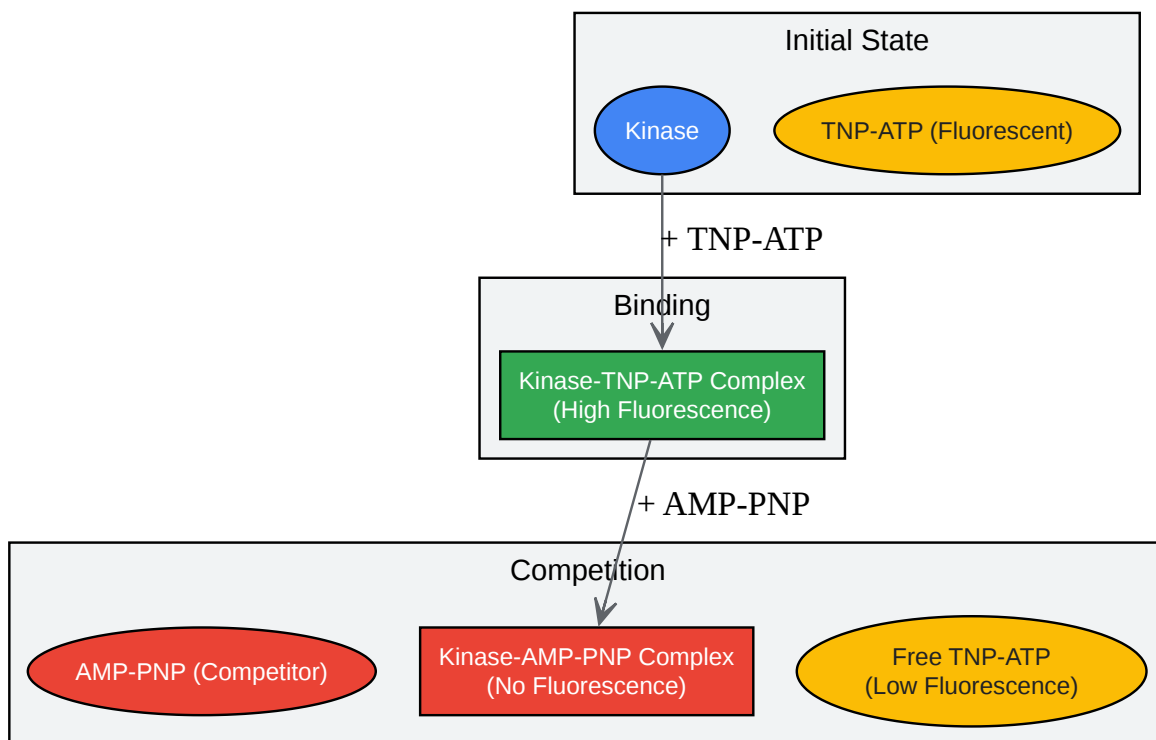 Initial State
Kinase
TNP-ATP (Fluorescent)
+ TNP-ATP
Binding
Kinase-TNP-ATP Complex
(High Fluorescence)
+ AMP-PNP
Competition
AMP-PNP (Competitor)
Kinase-AMP-PNP Complex
(No Fluorescence)
Free TNP-ATP
(Low Fluorescence)